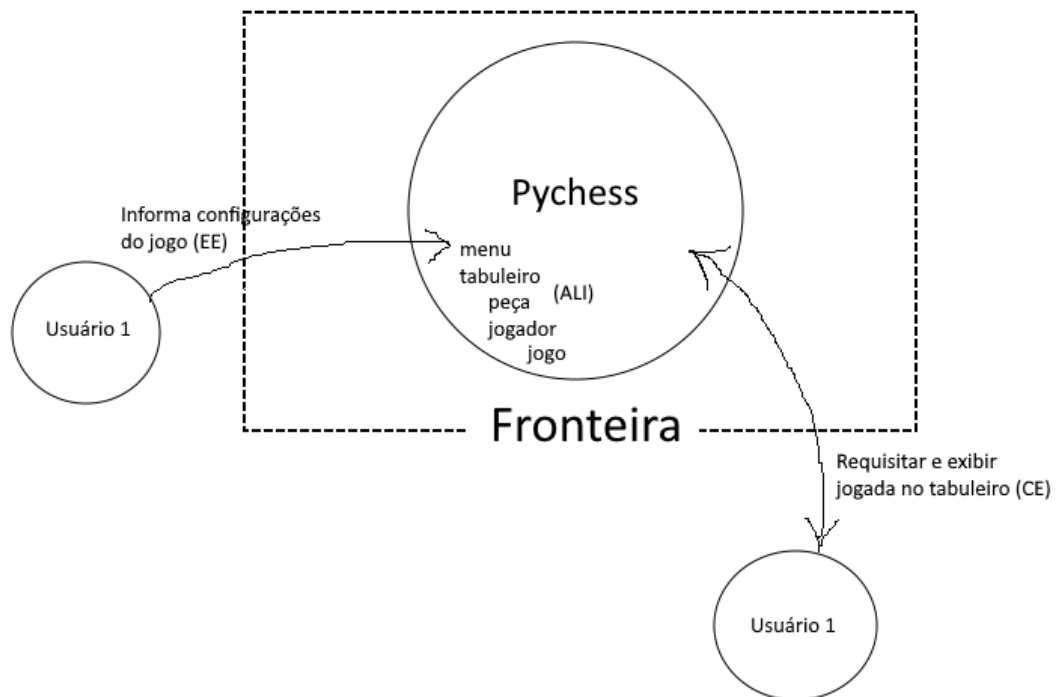 Pychess
Informa configurações
do jogo (EE)
menu
tabuleiro
peça (ALI)
jogador
jogo
Usuário 1
Fronteira
Requisitar e exibir
jogada no tabuleiro (CE)
Usuário 1